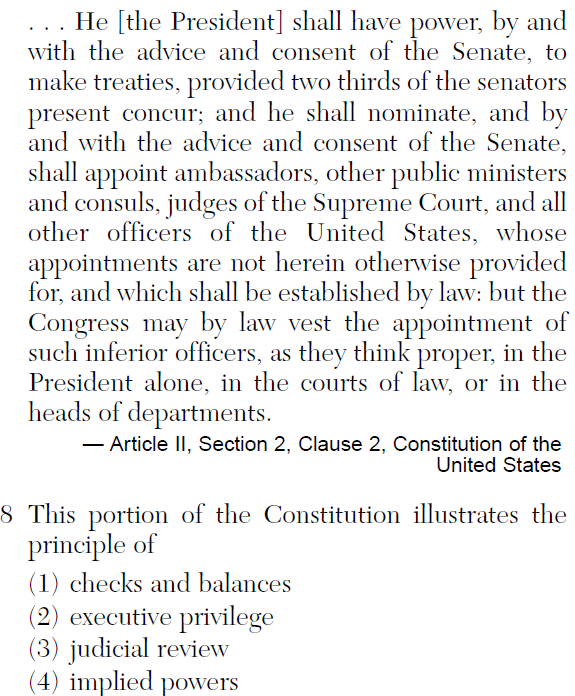 . . . He [the President] shall have power, by and
with the advice and consent of the Senate, to
make treaties, provided two thirds of the senators
present concur; and he shall nominate, and by
and with the advice and consent of the Senate,
shall appoint ambassadors, other public ministers
and consuls, judges of the Supreme Court, and all
other officers of the United States, whose
appointments are not herein otherwise provided
for, and which shall be established by law: but the
Congress may by law vest the appointment of
such inferior officers, as they think proper, in the
President alone, in the courts of law, or in the
heads of departments.
— Article II, Section 2, Clause 2, Constitution of the
United States
8 This portion of the Constitution illustrates the
principle of
(1) checks and balances
(2) executive privilege
(3) judicial review
(4) implied powers